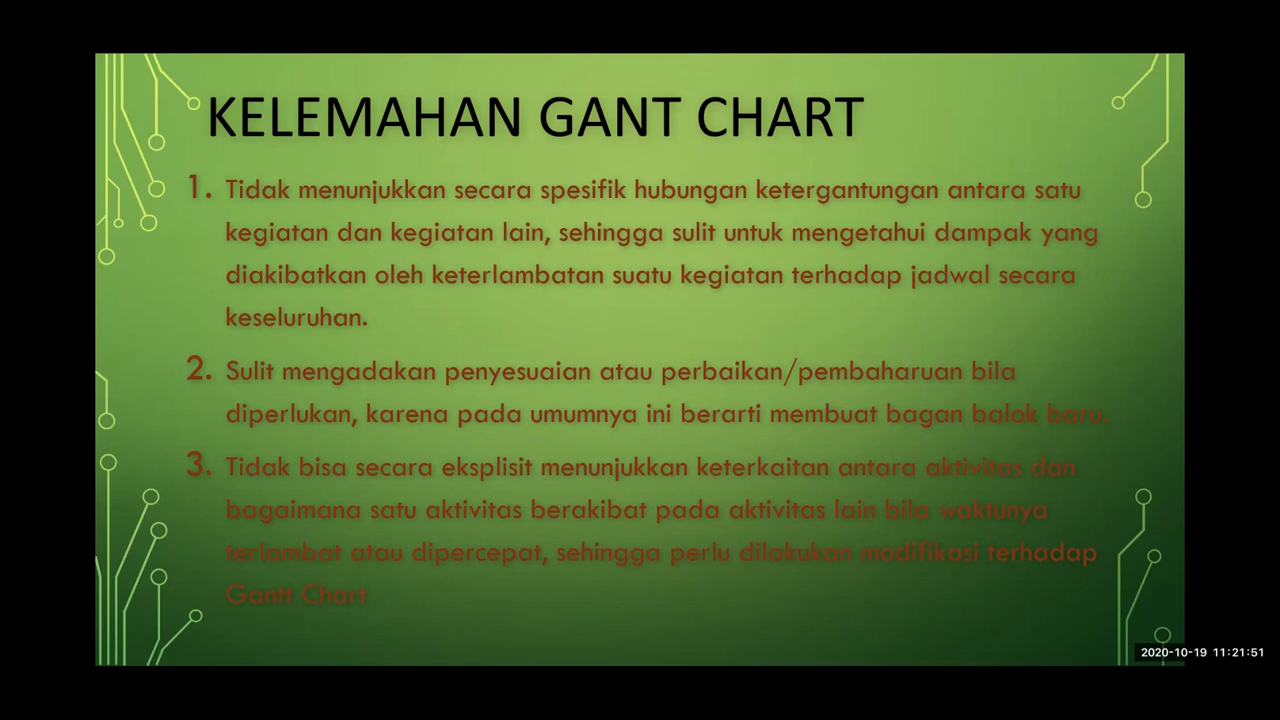 KELEMAHAN GANT CHART
1. Tidak menunjukkan secara spesifik hubungan ketergantungan antara satu
kegiatan dan kegiatan lain, sehingga sulit untuk mengetahui dampak yang
diakibatkan oleh keterlambatan suatu kegiatan terhadap jadwal secara
keseluruhan.
2. Sulit mengadakan penyesuaian atau perbaikan/pembaharuan bila
diperlukan, karena pada umumnya ini berarti membuat bagan balok baru.
3. Tidak bisa secara eksplisit menunjukkan keterkaitan antara aktivitas dan
bagaimana satu aktivitas berakibat pada aktivitas lain bila waktunya
terlambat atau dipercepat, sehingga perlu dilakukan modifikasi terhadap
Gantt Chart
2020-10-19 11:21:51